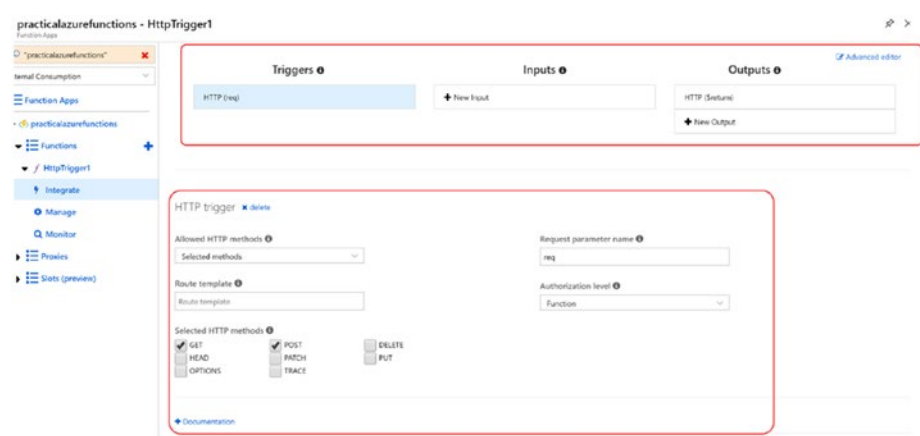 practicalazurefunctions - HttpTrigger1
Function Apps
"practicalazurefunctions"
ternal Consumption
Function Apps
practicalazurefunctions
Functions
HttpTrigger1
Integrate
Manage
Monitor
Proxies
Slots (preview)
Advanced editor
Triggers
Inputs
Outputs
HTTP (req)
New Input
HTTP ($return)
New Output
HTTP trigger
delete
Allowed HTTP methods
Request parameter name
Selected methods
req
Route template
Authorization level
Route template
Function
Selected HTTP methods
GET POST DELETE
HEAD PATCH PUT
OPTIONS TRACE
Documentation